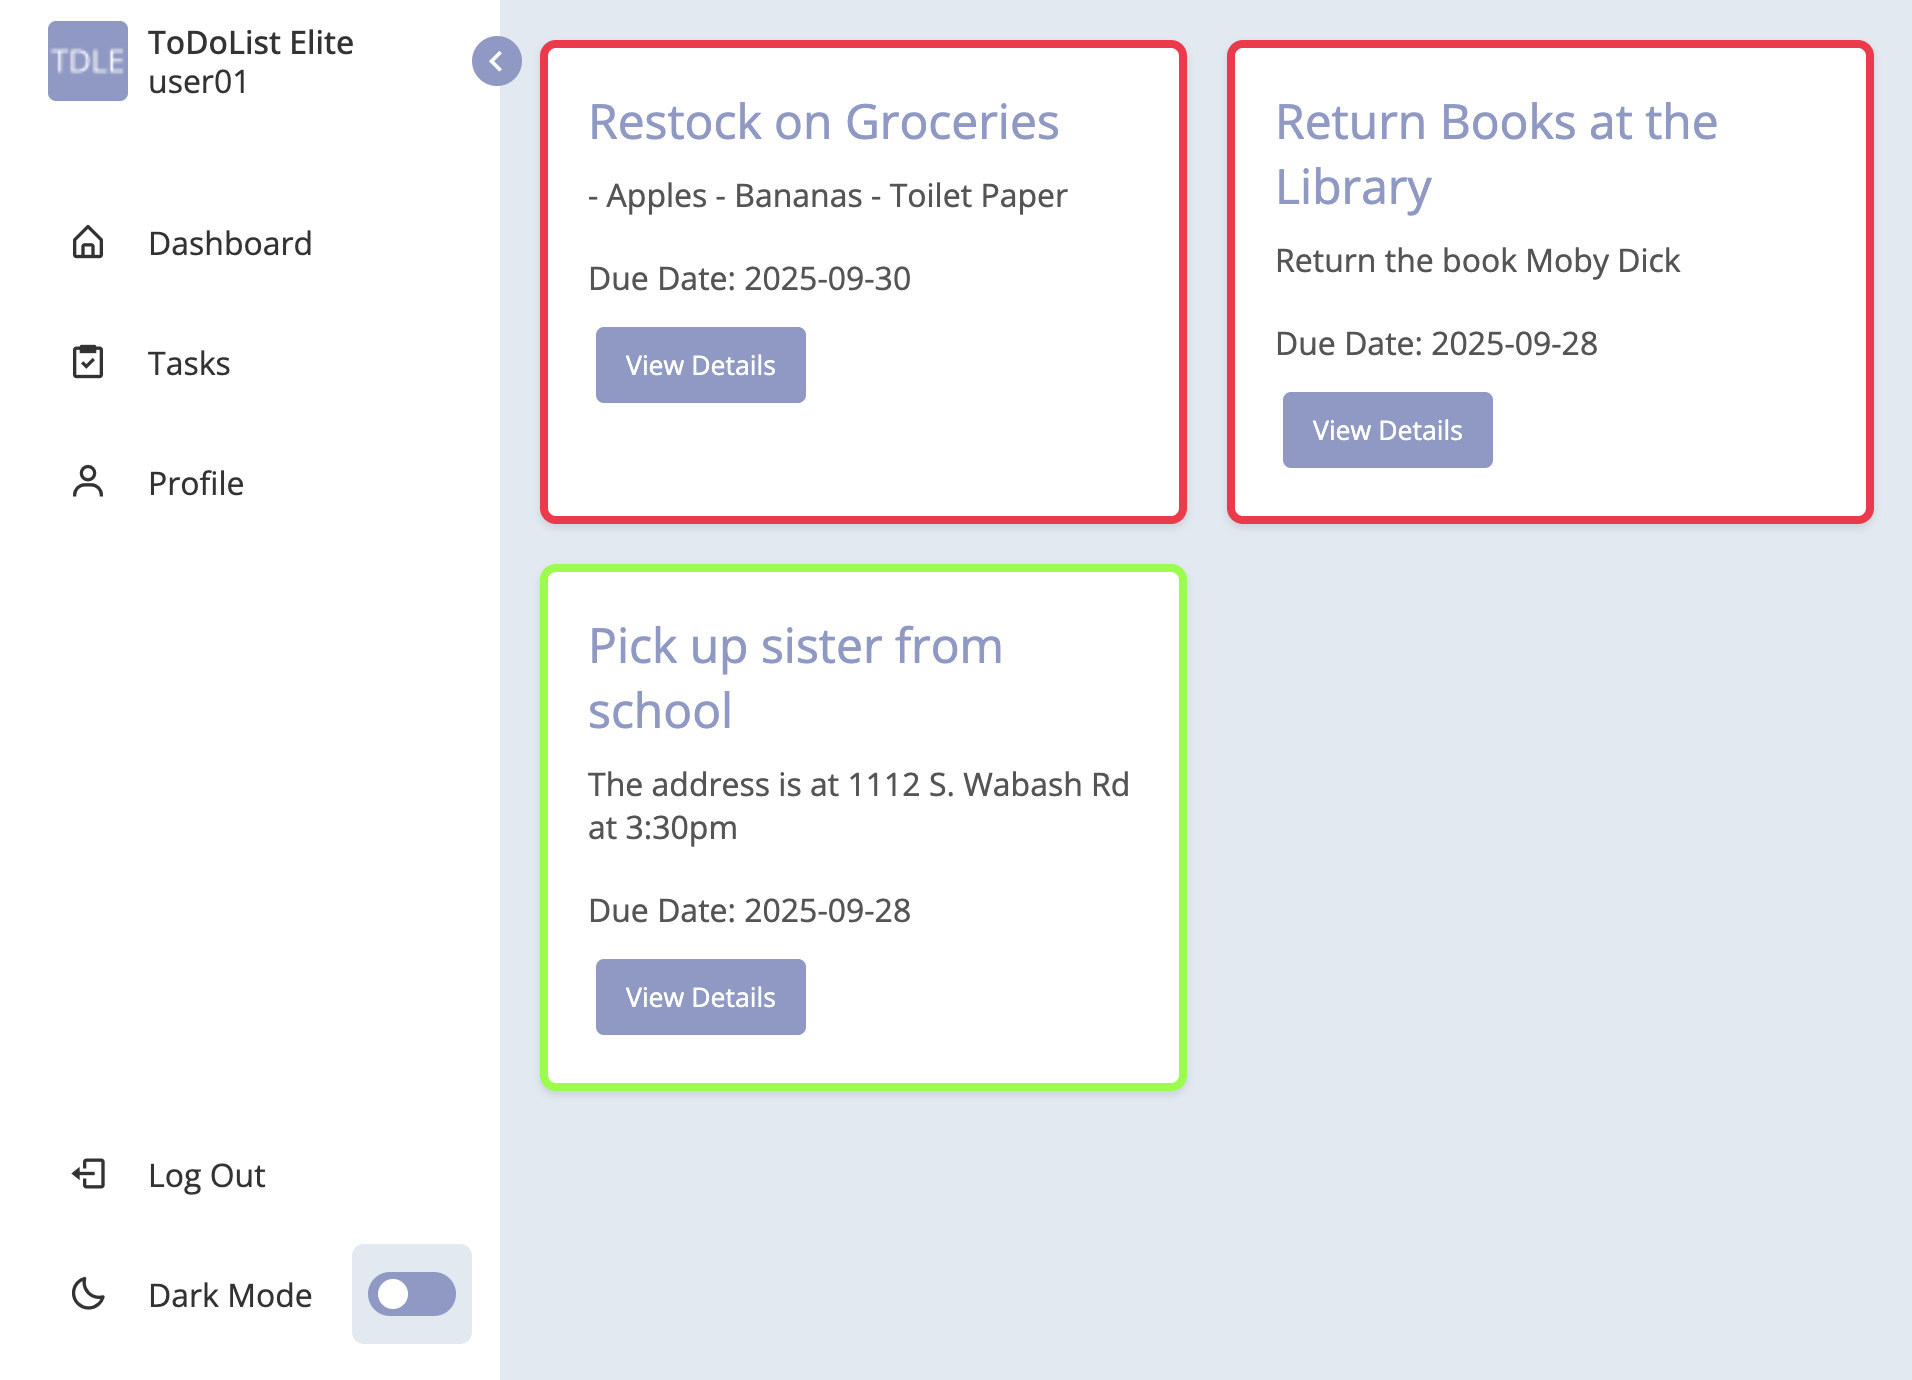 TDLE
ToDoList Elite
user01
Dashboard
Tasks
Profile
Log Out
Dark Mode
Restock on Groceries
- Apples - Bananas - Toilet Paper
Due Date: 2025-09-30
View Details
Return Books at the
Library
Return the book Moby Dick
Due Date: 2025-09-28
View Details
Pick up sister from
school
The address is at 1112 S. Wabash Rd
at 3:30pm
Due Date: 2025-09-28
View Details